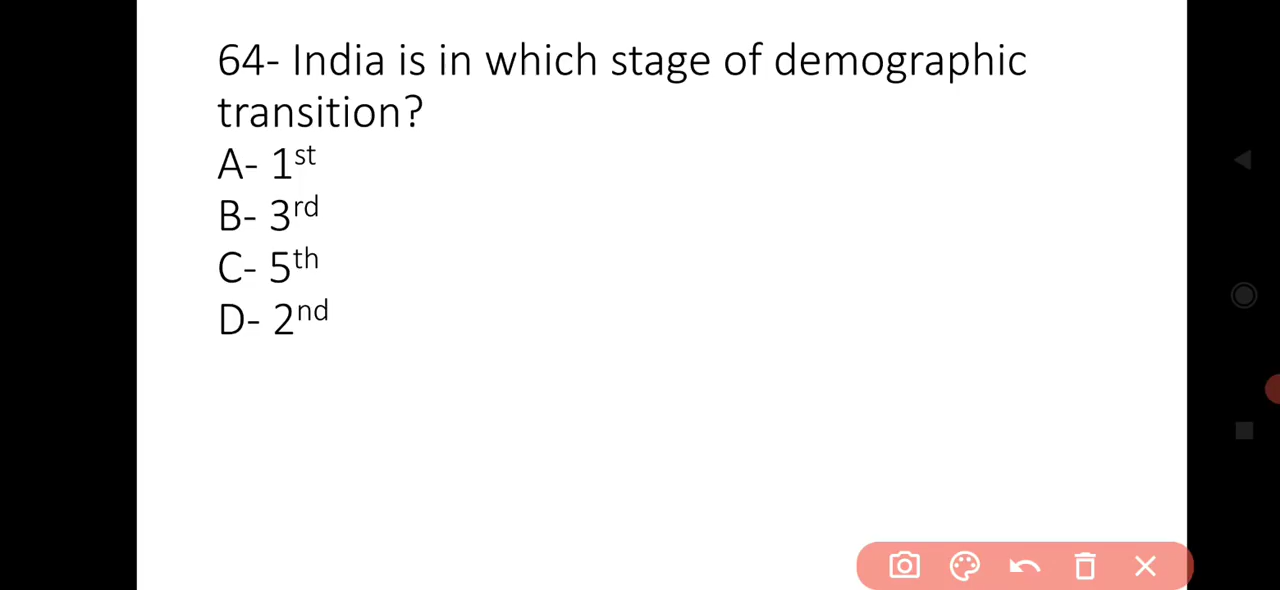 64- India is in which stage of demographic
transition?
A- 1st
B- 3rd
C- 5th
D- 2nd